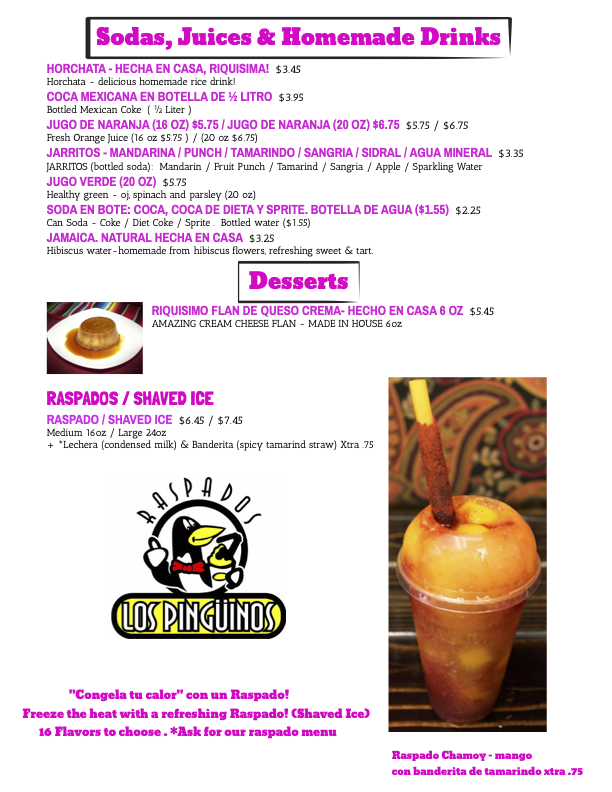 Sodas, Juices & Homemade Drinks
HORCHATA - HECHA EN CASA, RIQUISIMA! $3.45
Horchata - delicious homemade rice drink!
COCA MEXICANA EN BOTELLA DE ½ LITRO $3.95
Bottled Mexican Coke ( ½ Liter )
JUGO DE NARANJA (16 OZ) $5.75 / JUGO DE NARANJA (20 OZ) $6.75 $5.75 / $6.75
Fresh Orange Juice (16 oz $5.75 ) / (20 oz $6.75)
JARRITOS - MANDARINA / PUNCH / TAMARINDO / SANGRIA / SIDRAL / AGUA MINERAL $3.35
JARRITOS (bottled soda): Mandarin / Fruit Punch / Tamarind / Sangria / Apple / Sparkling Water
JUGO VERDE (20 OZ) $5.75
Healthy green - oj, spinach and parsley (20 oz)
SODA EN BOTE: COCA, COCA DE DIETA Y SPRITE. BOTELLA DE AGUA ($1.55) $2.25
Can Soda - Coke / Diet Coke / Sprite . Bottled water ($1.55)
JAMAICA. NATURAL HECHA EN CASA $3.25
Hibiscus water-homemade from hibiscus flowers, refreshing sweet & tart.
Desserts
RIQUISIMO FLAN DE QUESO CREMA- HECHO EN CASA 6 OZ $5.45
AMAZING CREAM CHEESE FLAN - MADE IN HOUSE 6oz
RASPADOS / SHAVED ICE
RASPADO / SHAVED ICE $6.45 / $7.45
Medium 16oz / Large 24oz
+ *Lechera (condensed milk) & Banderita (spicy tamarind straw) Xtra .75
RASPADOS
LOS PINGÜINOS
"Congela tu calor" con un Raspado!
Freeze the heat with a refreshing Raspado! (Shaved Ice)
16 Flavors to choose . *Ask for our raspado menu
Raspado Chamoy - mango
con banderita de tamarindo xtra .75